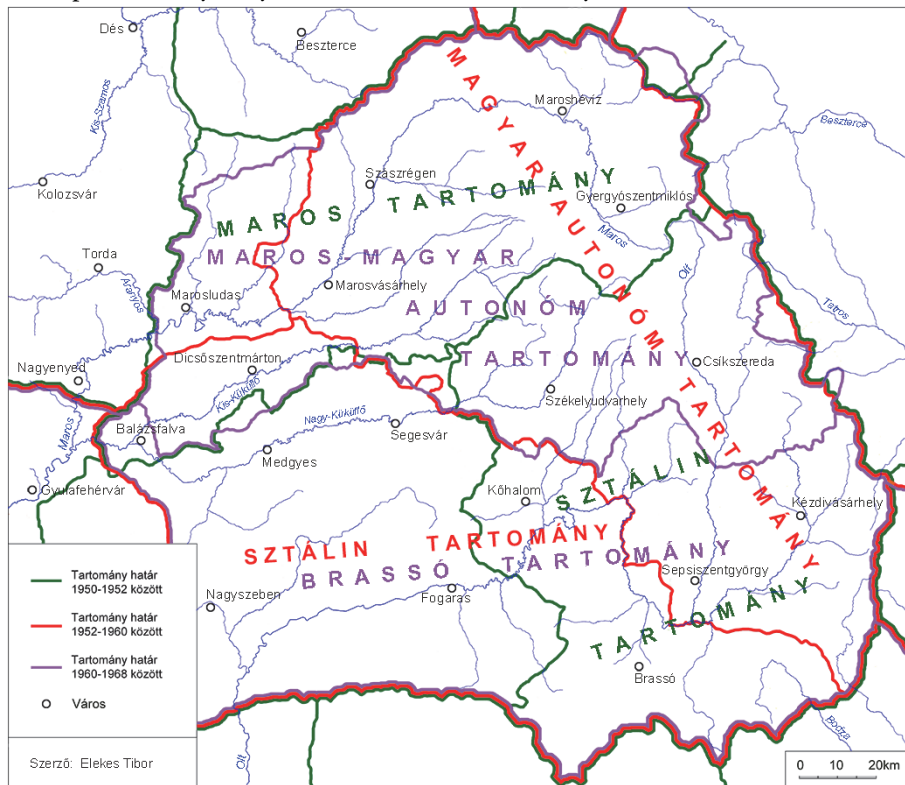 Dés
Beszterce
Kis-Szamos
Maroshévíz
Beszterce
Kolozsvár
Szászrégen
Gyergyószentmiklós
MAGYAR AUTONÓM TARTOMÁNY
MAROS TARTOMÁNY
Maros
Olt
MAROS-MAGYAR
AUTONÓM
TARTOMÁNY
Torda
Aranyos
Marosludas
Marosvásárhely
Tatros
Nagyenyed
Dicsőszentmárton
Kis-Küküllő
Csíkszereda
Székelyudvarhely
Maros
Balázsfalva
Nagy-Küküllő
Segesvár
Medgyes
Gyulafehérvár
Kőhalom
SZTÁLIN
TARTOMÁNY
Kézdivásárhely
SZTÁLIN TARTOMÁNY
BRASSÓ TARTOMÁNY
Sepsiszentgyörgy
Nagyszeben
Fogaras
Brassó
Olt
Bodza
Tartomány határ
1950-1952 között
Tartomány határ
1952-1960 között
Tartomány határ
1960-1968 között
Város
Szerző: Elekes Tibor
0 10 20km